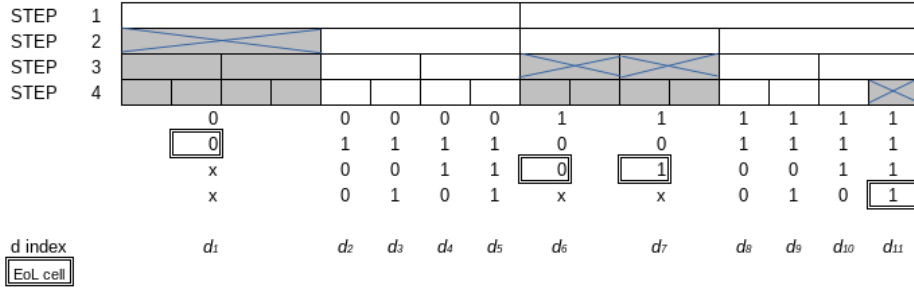 STEP 1
STEP 2
STEP 3
STEP 4
0 0 0 0 0 1 1 1 1 1 1
0 1 1 1 1 0 0 1 1 1 1
x 0 0 1 1 0 1 0 0 1 1
x 0 1 0 1 x x 0 1 0 1
d index d1 d2 d3 d4 d5 d6 d7 d8 d9 d10 d11
EoL cell